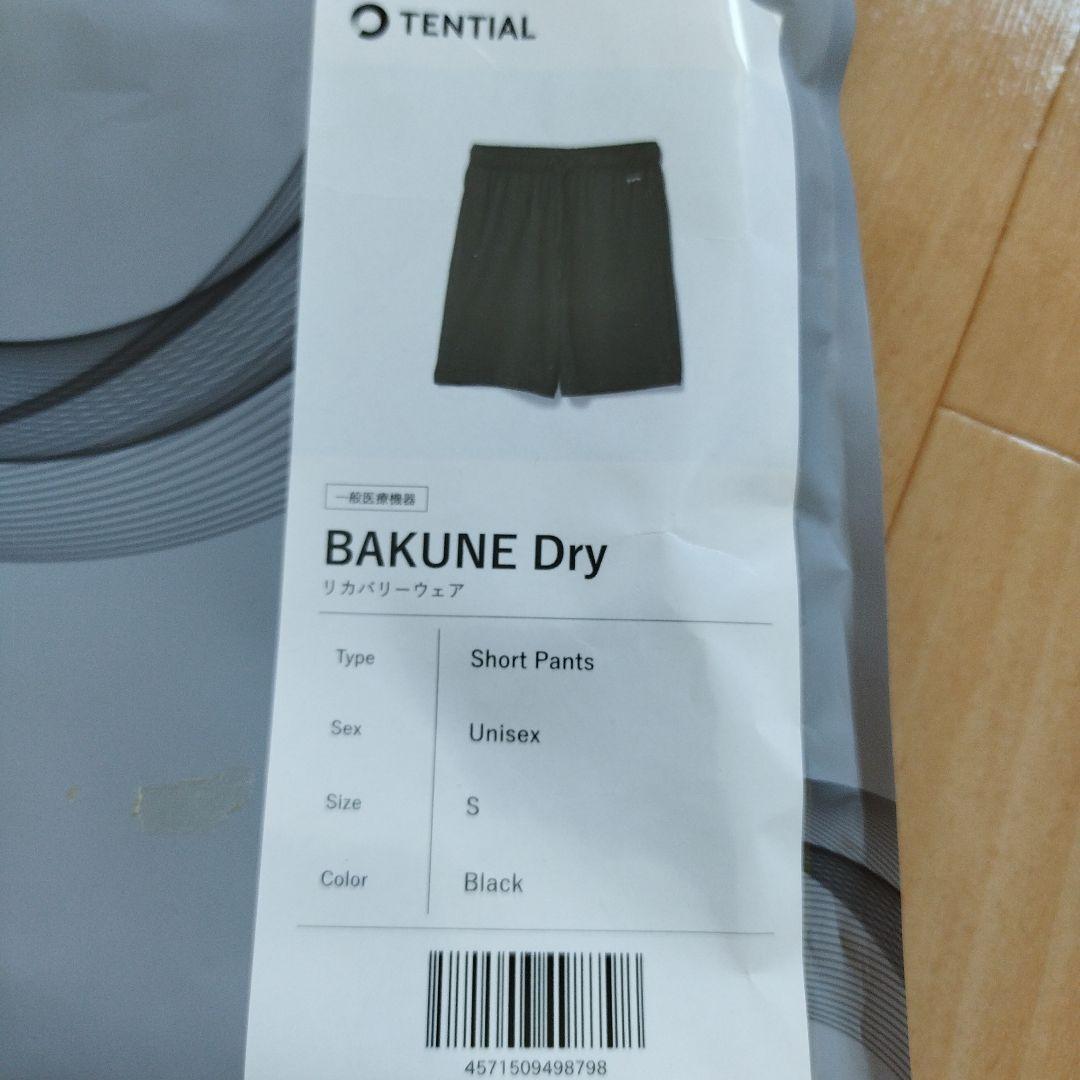 TENTIAL
一般医療機器
BAKUNE Dry
リカバリーウェア
Type Short Pants
Sex Unisex
Size S
Color Black
4571509498798